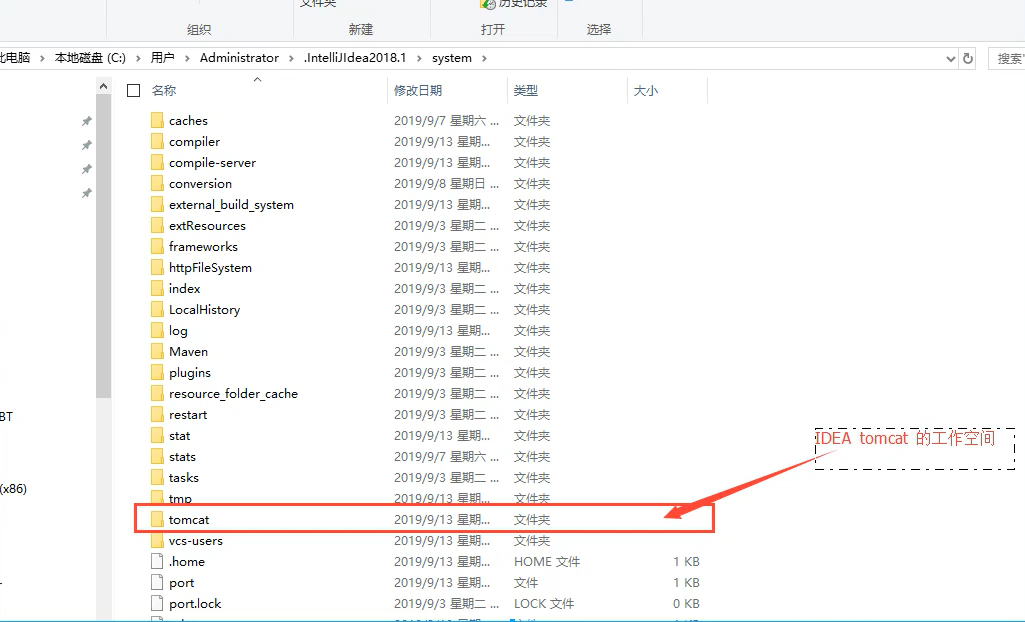 文件夹 历史记录
组织 新建 打开 选择
此电脑 本地磁盘 (C:) 用户 Administrator .IntelliJIdea2018.1 system 搜索"
名称 修改日期 类型 大小
caches 2019/9/7 星期六 ... 文件夹
compiler 2019/9/13 星期... 文件夹
compile-server 2019/9/13 星期... 文件夹
conversion 2019/9/8 星期日 ... 文件夹
external_build_system 2019/9/13 星期... 文件夹
extResources 2019/9/3 星期二 ... 文件夹
frameworks 2019/9/3 星期二 ... 文件夹
httpFileSystem 2019/9/13 星期... 文件夹
index 2019/9/3 星期二 ... 文件夹
LocalHistory 2019/9/3 星期二 ... 文件夹
log 2019/9/13 星期... 文件夹
Maven 2019/9/3 星期二 ... 文件夹
plugins 2019/9/3 星期二 ... 文件夹
resource_folder_cache 2019/9/3 星期二 ... 文件夹
BT
restart 2019/9/3 星期二 ... 文件夹
stat 2019/9/13 星期... 文件夹
IDEA tomcat 的工作空间
stats 2019/9/7 星期六 ... 文件夹
tasks 2019/9/3 星期二 ... 文件夹
(x86)
tmp 2019/9/13 星期... 文件夹
tomcat 2019/9/13 星期... 文件夹
vcs-users 2019/9/13 星期... 文件夹
.home 2019/9/13 星期... HOME 文件 1 KB
port 2019/9/13 星期... 文件 1 KB
port.lock 2019/9/3 星期二 ... LOCK 文件 0 KB